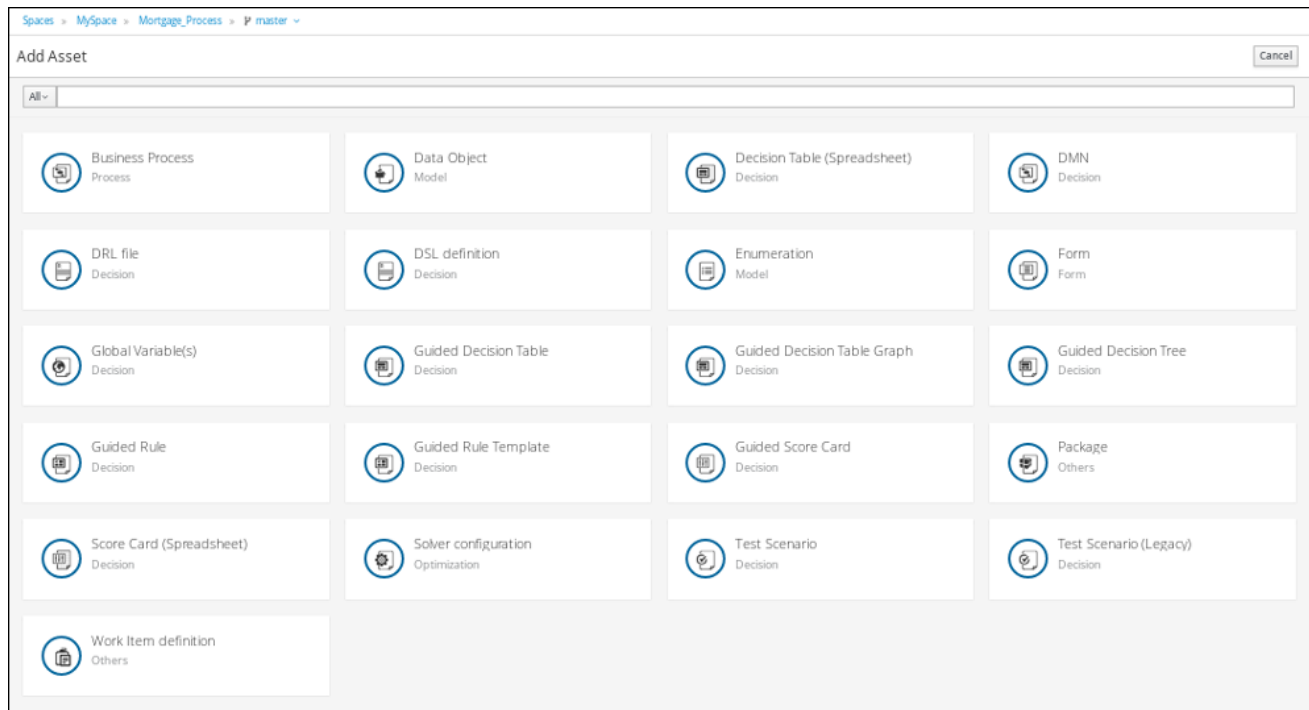 Spaces » MySpace » Mortgage_Process » master
Add Asset
Cancel
All
Business Process
Process
Data Object
Model
Decision Table (Spreadsheet)
Decision
DMN
Decision
DRL file
Decision
DSL definition
Decision
Enumeration
Model
Form
Form
Global Variable(s)
Decision
Guided Decision Table
Decision
Guided Decision Table Graph
Decision
Guided Decision Tree
Decision
Guided Rule
Decision
Guided Rule Template
Decision
Guided Score Card
Decision
Package
Others
Score Card (Spreadsheet)
Decision
Solver configuration
Optimization
Test Scenario
Decision
Test Scenario (Legacy)
Decision
Work Item definition
Others